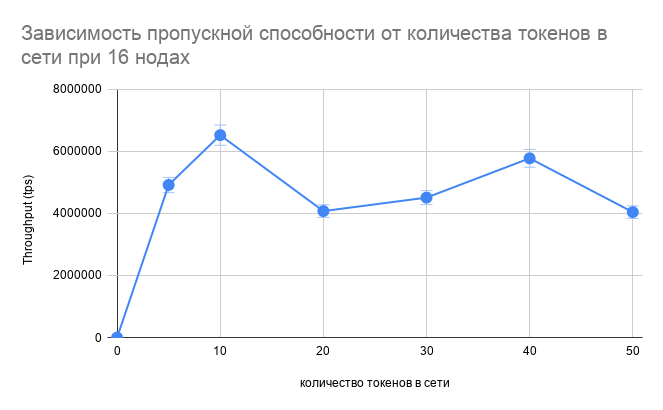 Зависимость пропускной способности от количества токенов в
сети при 16 нодах
8000000
6000000
4000000
2000000
0
Throughput (tps)
0 10 20 30 40 50
количество токенов в сети